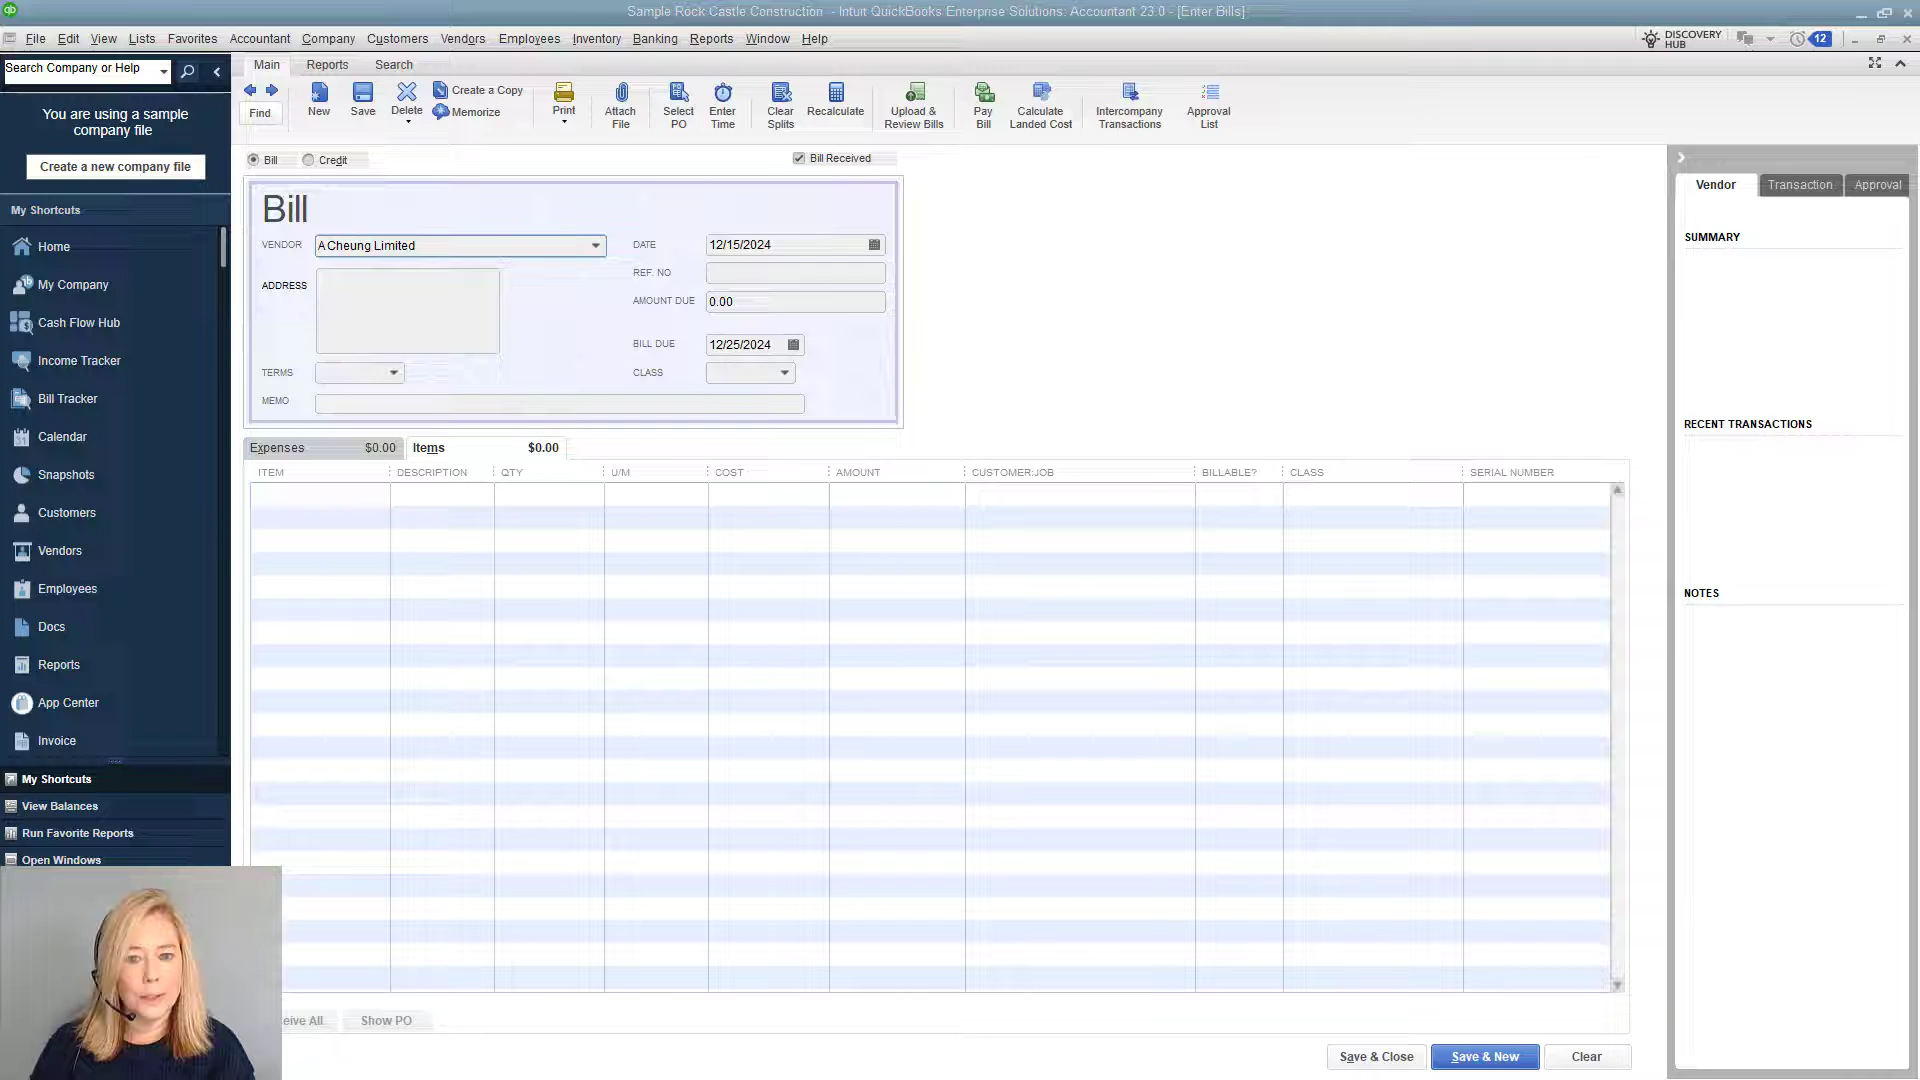 Sample Rock Castle Construction - Intuit QuickBooks Enterprise Solutions: Accountant 23.0 - [Enter Bills]
File Edit View Lists Favorites Accountant Company Customers Vendors Employees Inventory Banking Reports Window Help
DISCOVERY HUB
12
Search Company or Help
Main Reports Search
You are using a sample
company file
Create a new company file
Find
New
Save
Delete
Create a Copy
Memorize
Print
Attach File
Select PO
Enter Time
Clear Splits
Recalculate
Upload & Review Bills
Pay Bill
Calculate Landed Cost
Intercompany Transactions
Approval List
My Shortcuts
Home
My Company
Cash Flow Hub
Income Tracker
Bill Tracker
Calendar
Snapshots
Customers
Vendors
Employees
Docs
Reports
App Center
Invoice
My Shortcuts
View Balances
Run Favorite Reports
Open Windows
Bill Credit Bill Received
Bill
VENDOR A Cheung Limited DATE 12/15/2024
REF. NO
ADDRESS
AMOUNT DUE 0.00
BILL DUE 12/25/2024
TERMS CLASS
MEMO
Expenses $0.00 Items $0.00
ITEM DESCRIPTION QTY U/M COST AMOUNT CUSTOMER:JOB BILLABLE? CLASS SERIAL NUMBER
eive All Show PO
Save & Close Save & New Clear
Vendor Transaction Approval
SUMMARY
RECENT TRANSACTIONS
NOTES